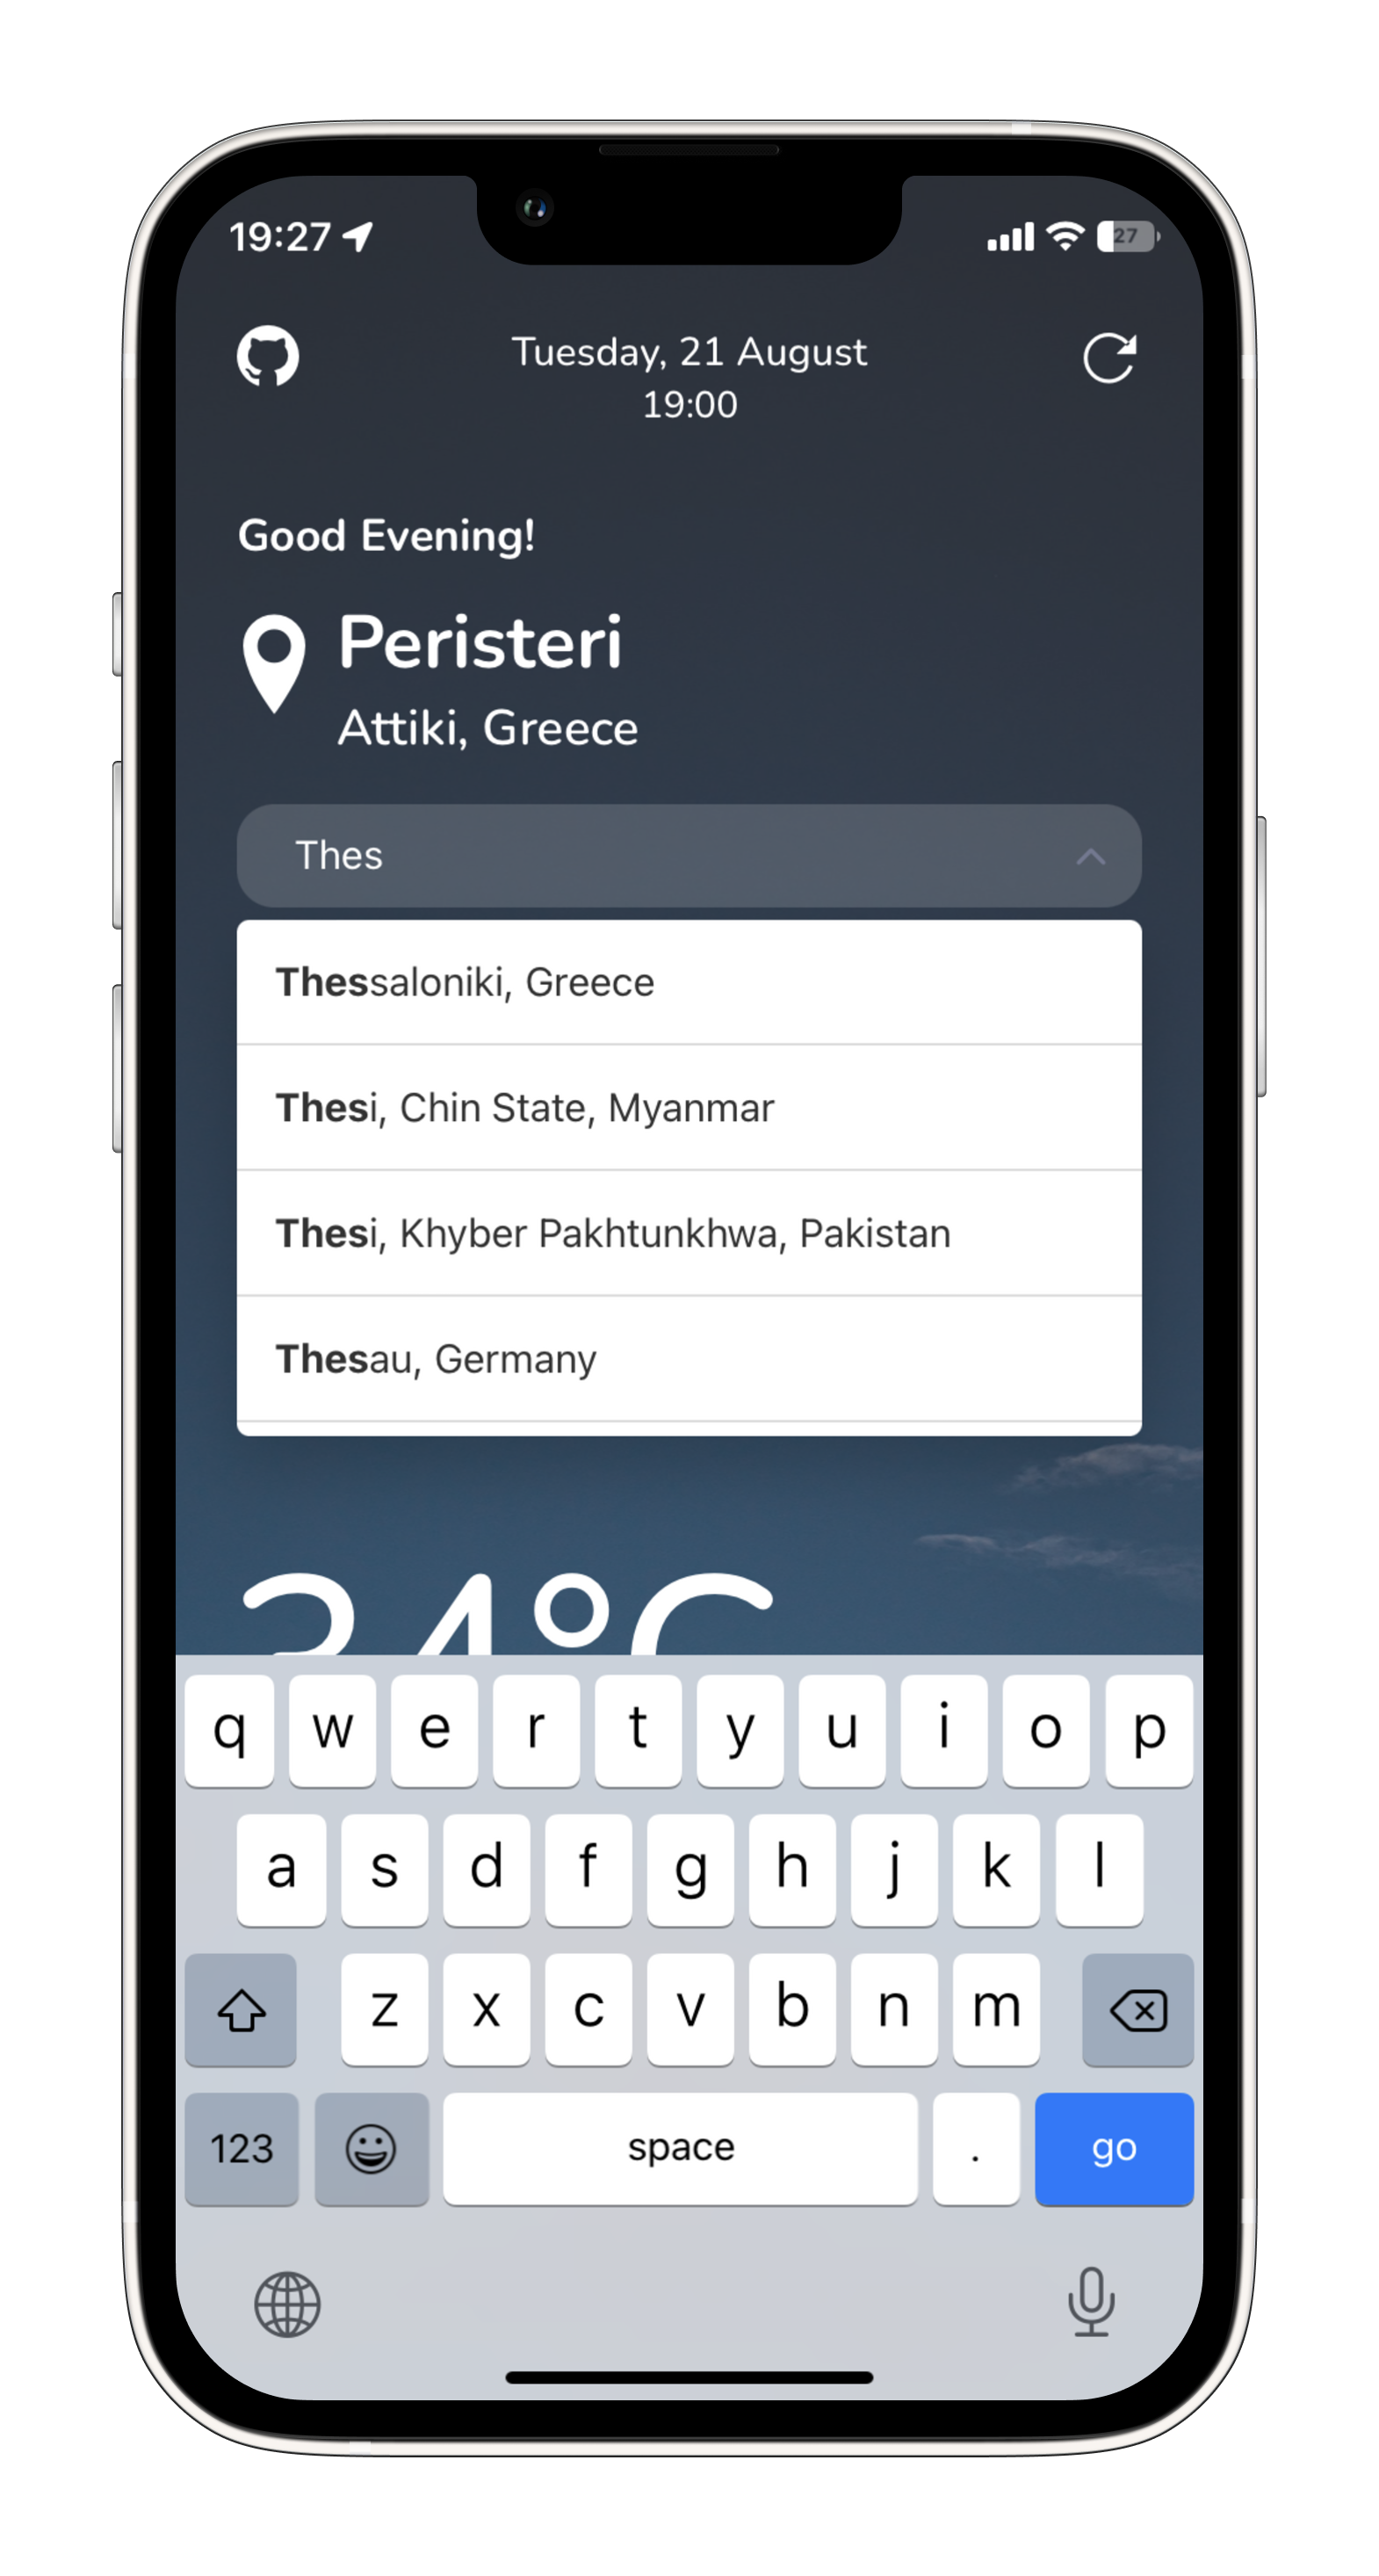 19:27
27
Tuesday, 21 August
19:00
Good Evening!
Peristeri
Attiki, Greece
Thes
Thessaloniki, Greece
Thesi, Chin State, Myanmar
Thesi, Khyber Pakhtunkhwa, Pakistan
Thesau, Germany
q w e r t y u i o p
a s d f g h j k l
z x c v b n m
123 space . go